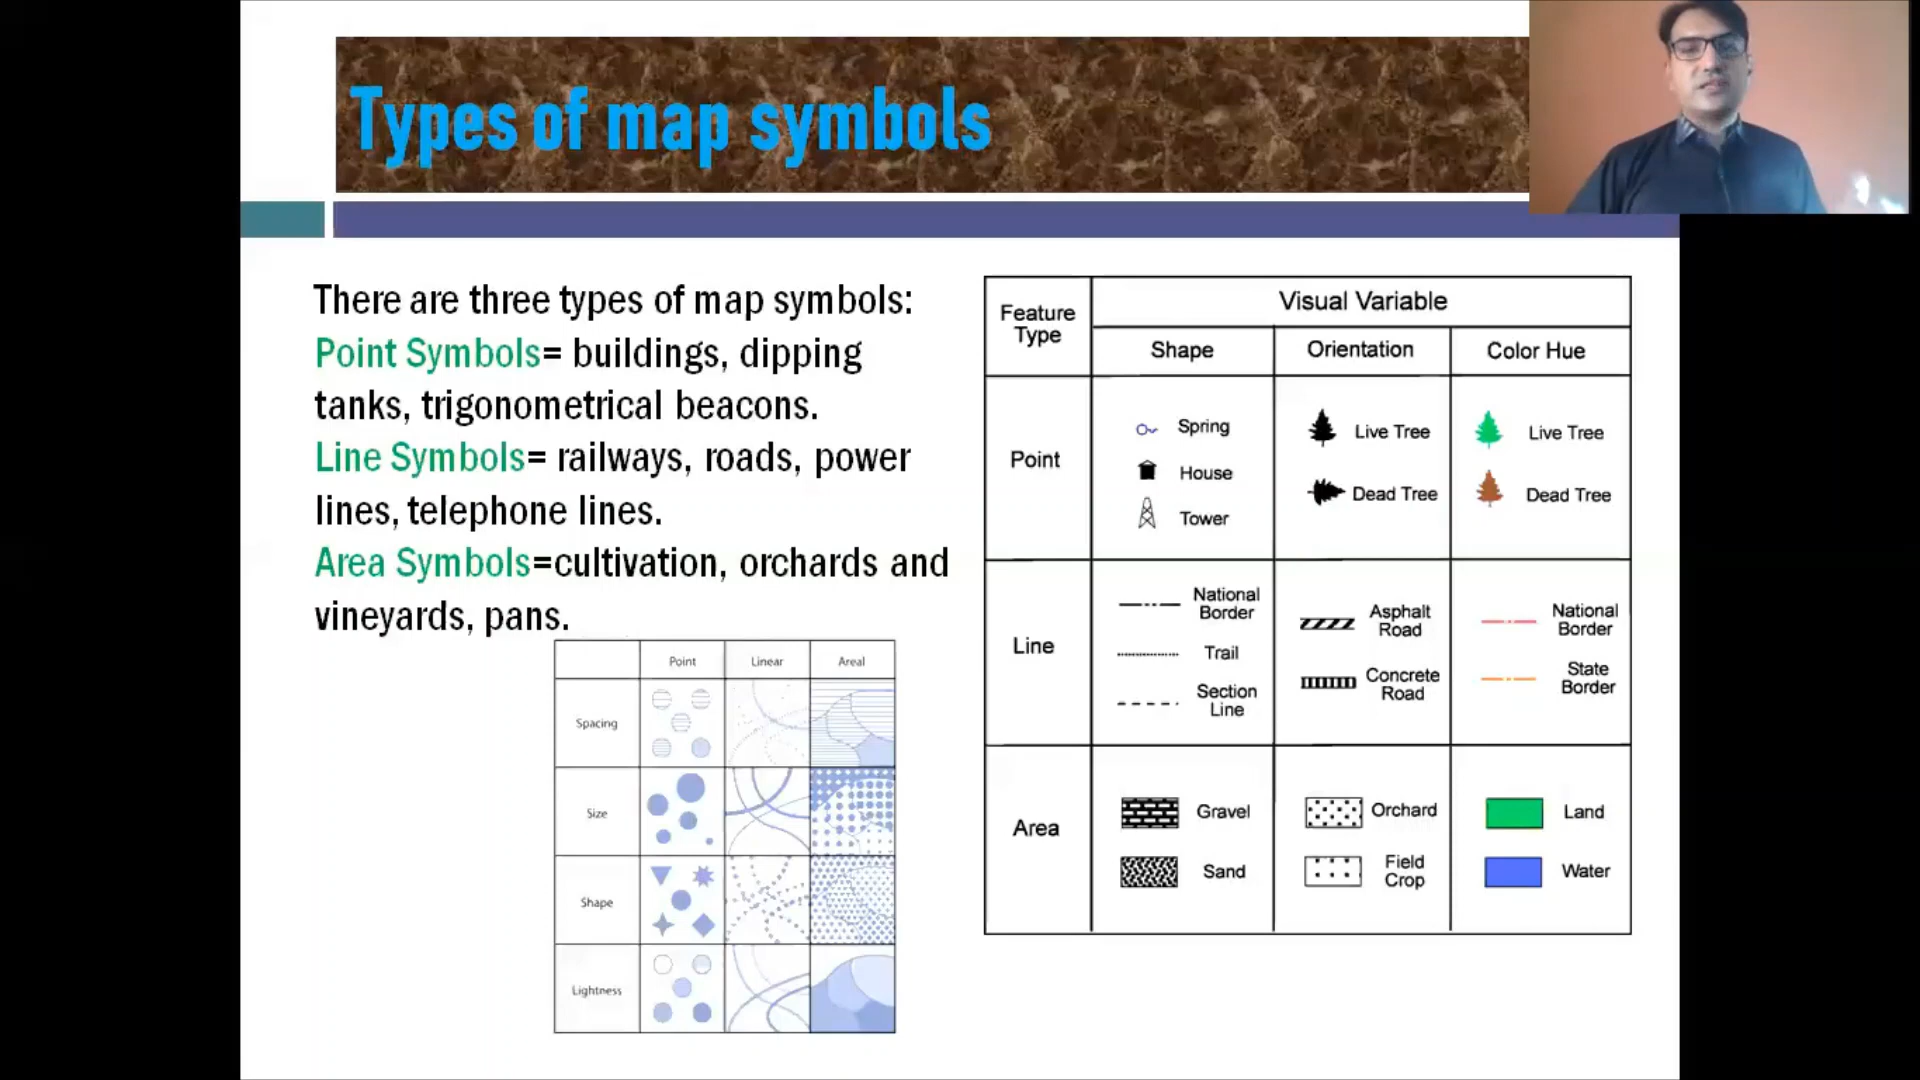 Types of map symbols
There are three types of map symbols:
Point Symbols= buildings, dipping
tanks, trigonometrical beacons.
Line Symbols= railways, roads, power
lines, telephone lines.
Area Symbols=cultivation, orchards and
vineyards, pans.
Point Linear Areal
Spacing
Size
Shape
Lightness
Feature
Type
Visual Variable
Shape Orientation Color Hue
Point
Spring
House
Tower
Live Tree
Dead Tree
Live Tree
Dead Tree
Line
National
Border
Trail
Section
Line
Asphalt
Road
Concrete
Road
National
Border
State
Border
Area
Gravel
Sand
Orchard
Field
Crop
Land
Water